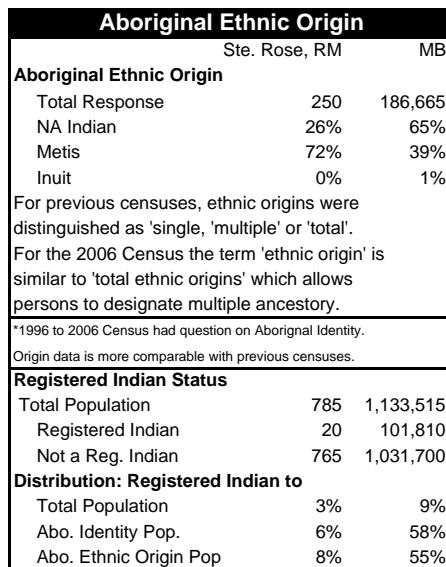 Aboriginal Ethnic Origin
Ste. Rose, RM MB
Aboriginal Ethnic Origin
Total Response 250 186,665
NA Indian 26% 65%
Metis 72% 39%
Inuit 0% 1%
For previous censuses, ethnic origins were
distinguished as 'single, 'multiple' or 'total'.
For the 2006 Census the term 'ethnic origin' is
similar to 'total ethnic origins' which allows
persons to designate multiple ancestory.
*1996 to 2006 Census had question on Aborignal Identity.
Origin data is more comparable with previous censuses.
Registered Indian Status
Total Population 785 1,133,515
Registered Indian 20 101,810
Not a Reg. Indian 765 1,031,700
Distribution: Registered Indian to
Total Population 3% 9%
Abo. Identity Pop. 6% 58%
Abo. Ethnic Origin Pop 8% 55%